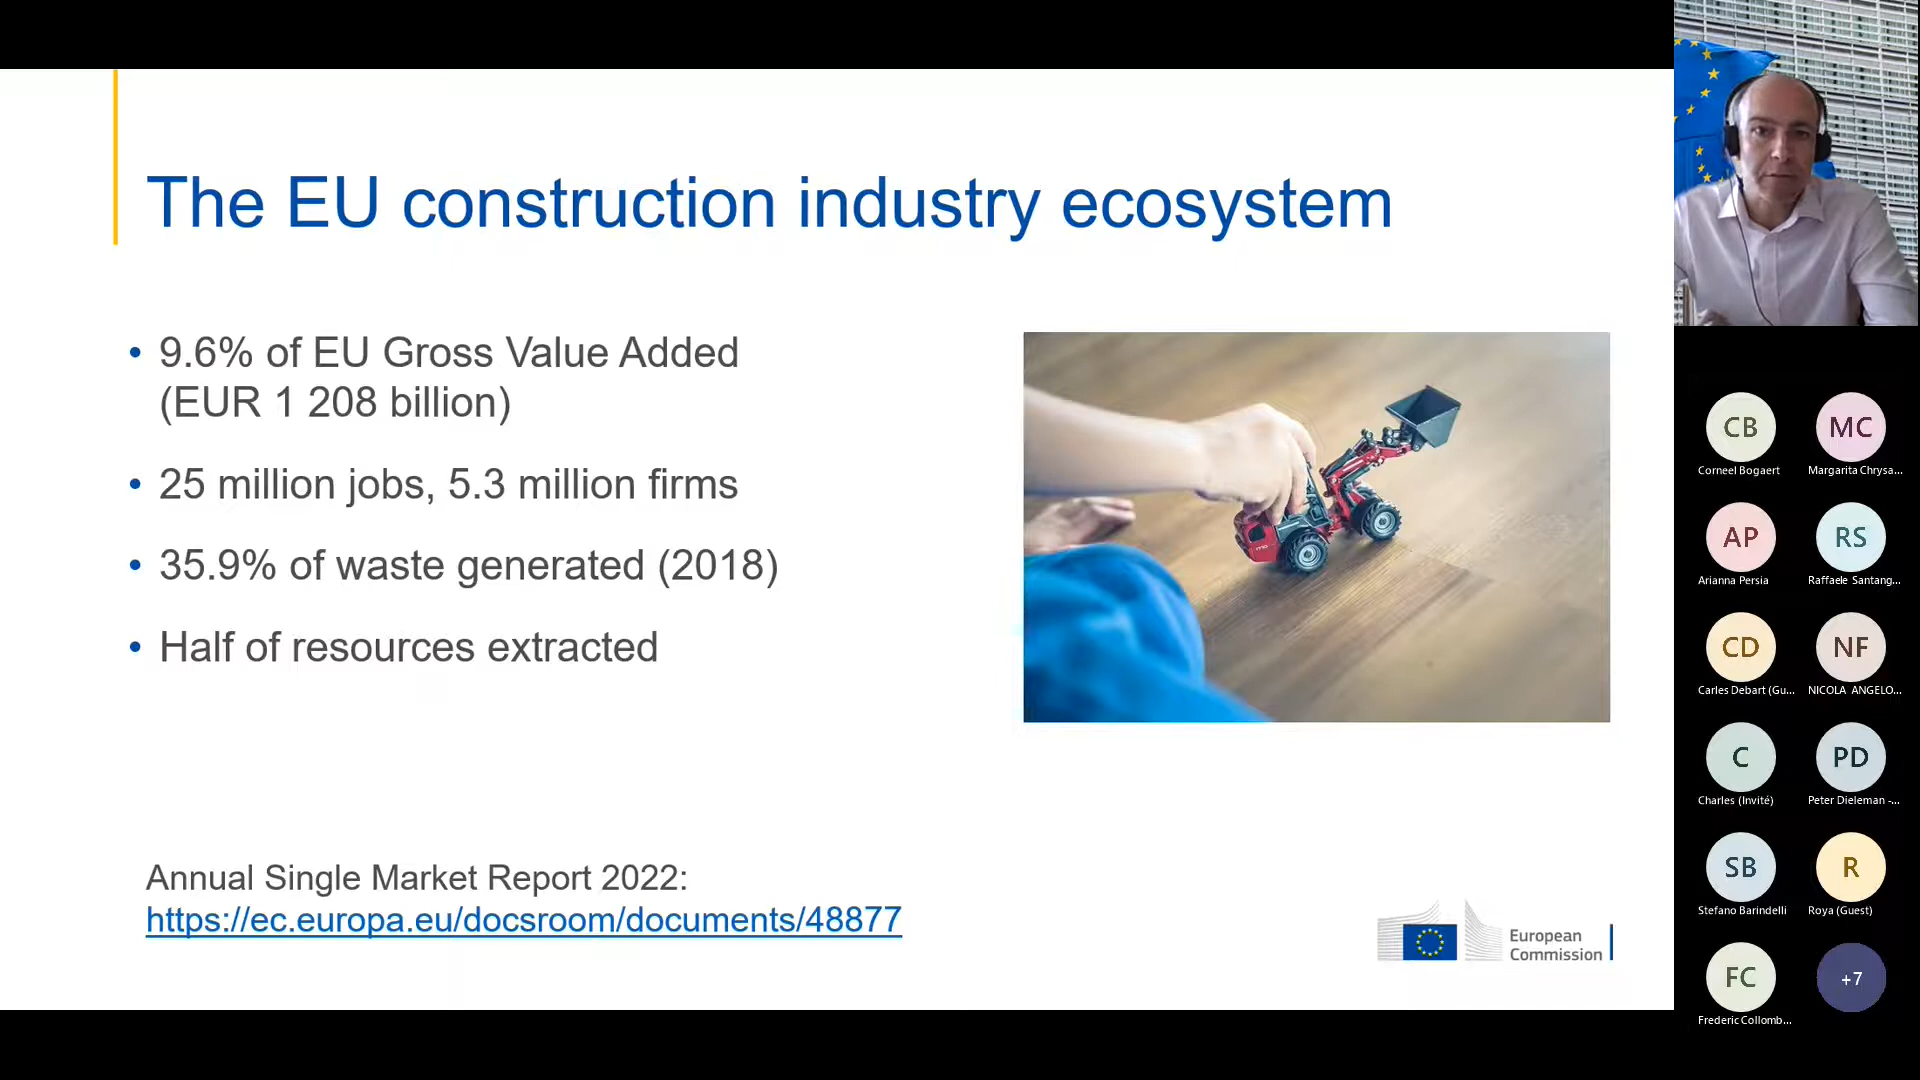 The EU construction industry ecosystem
• 9.6% of EU Gross Value Added
(EUR 1 208 billion)
• 25 million jobs, 5.3 million firms
• 35.9% of waste generated (2018)
• Half of resources extracted
Annual Single Market Report 2022:
https://ec.europa.eu/docsroom/documents/48877
European
Commission
CB
Corneel Bogaert
MC
Margarita Chrysa...
AP
Arianna Persia
RS
Raffaele Santang...
CD
Carles Debart (Gu...
NF
NICOLA ANGELO...
C
Charles (Invité)
PD
Peter Dieleman -...
SB
Stefano Barindelli
R
Roya (Guest)
FC
Frederic Collomb...
+7